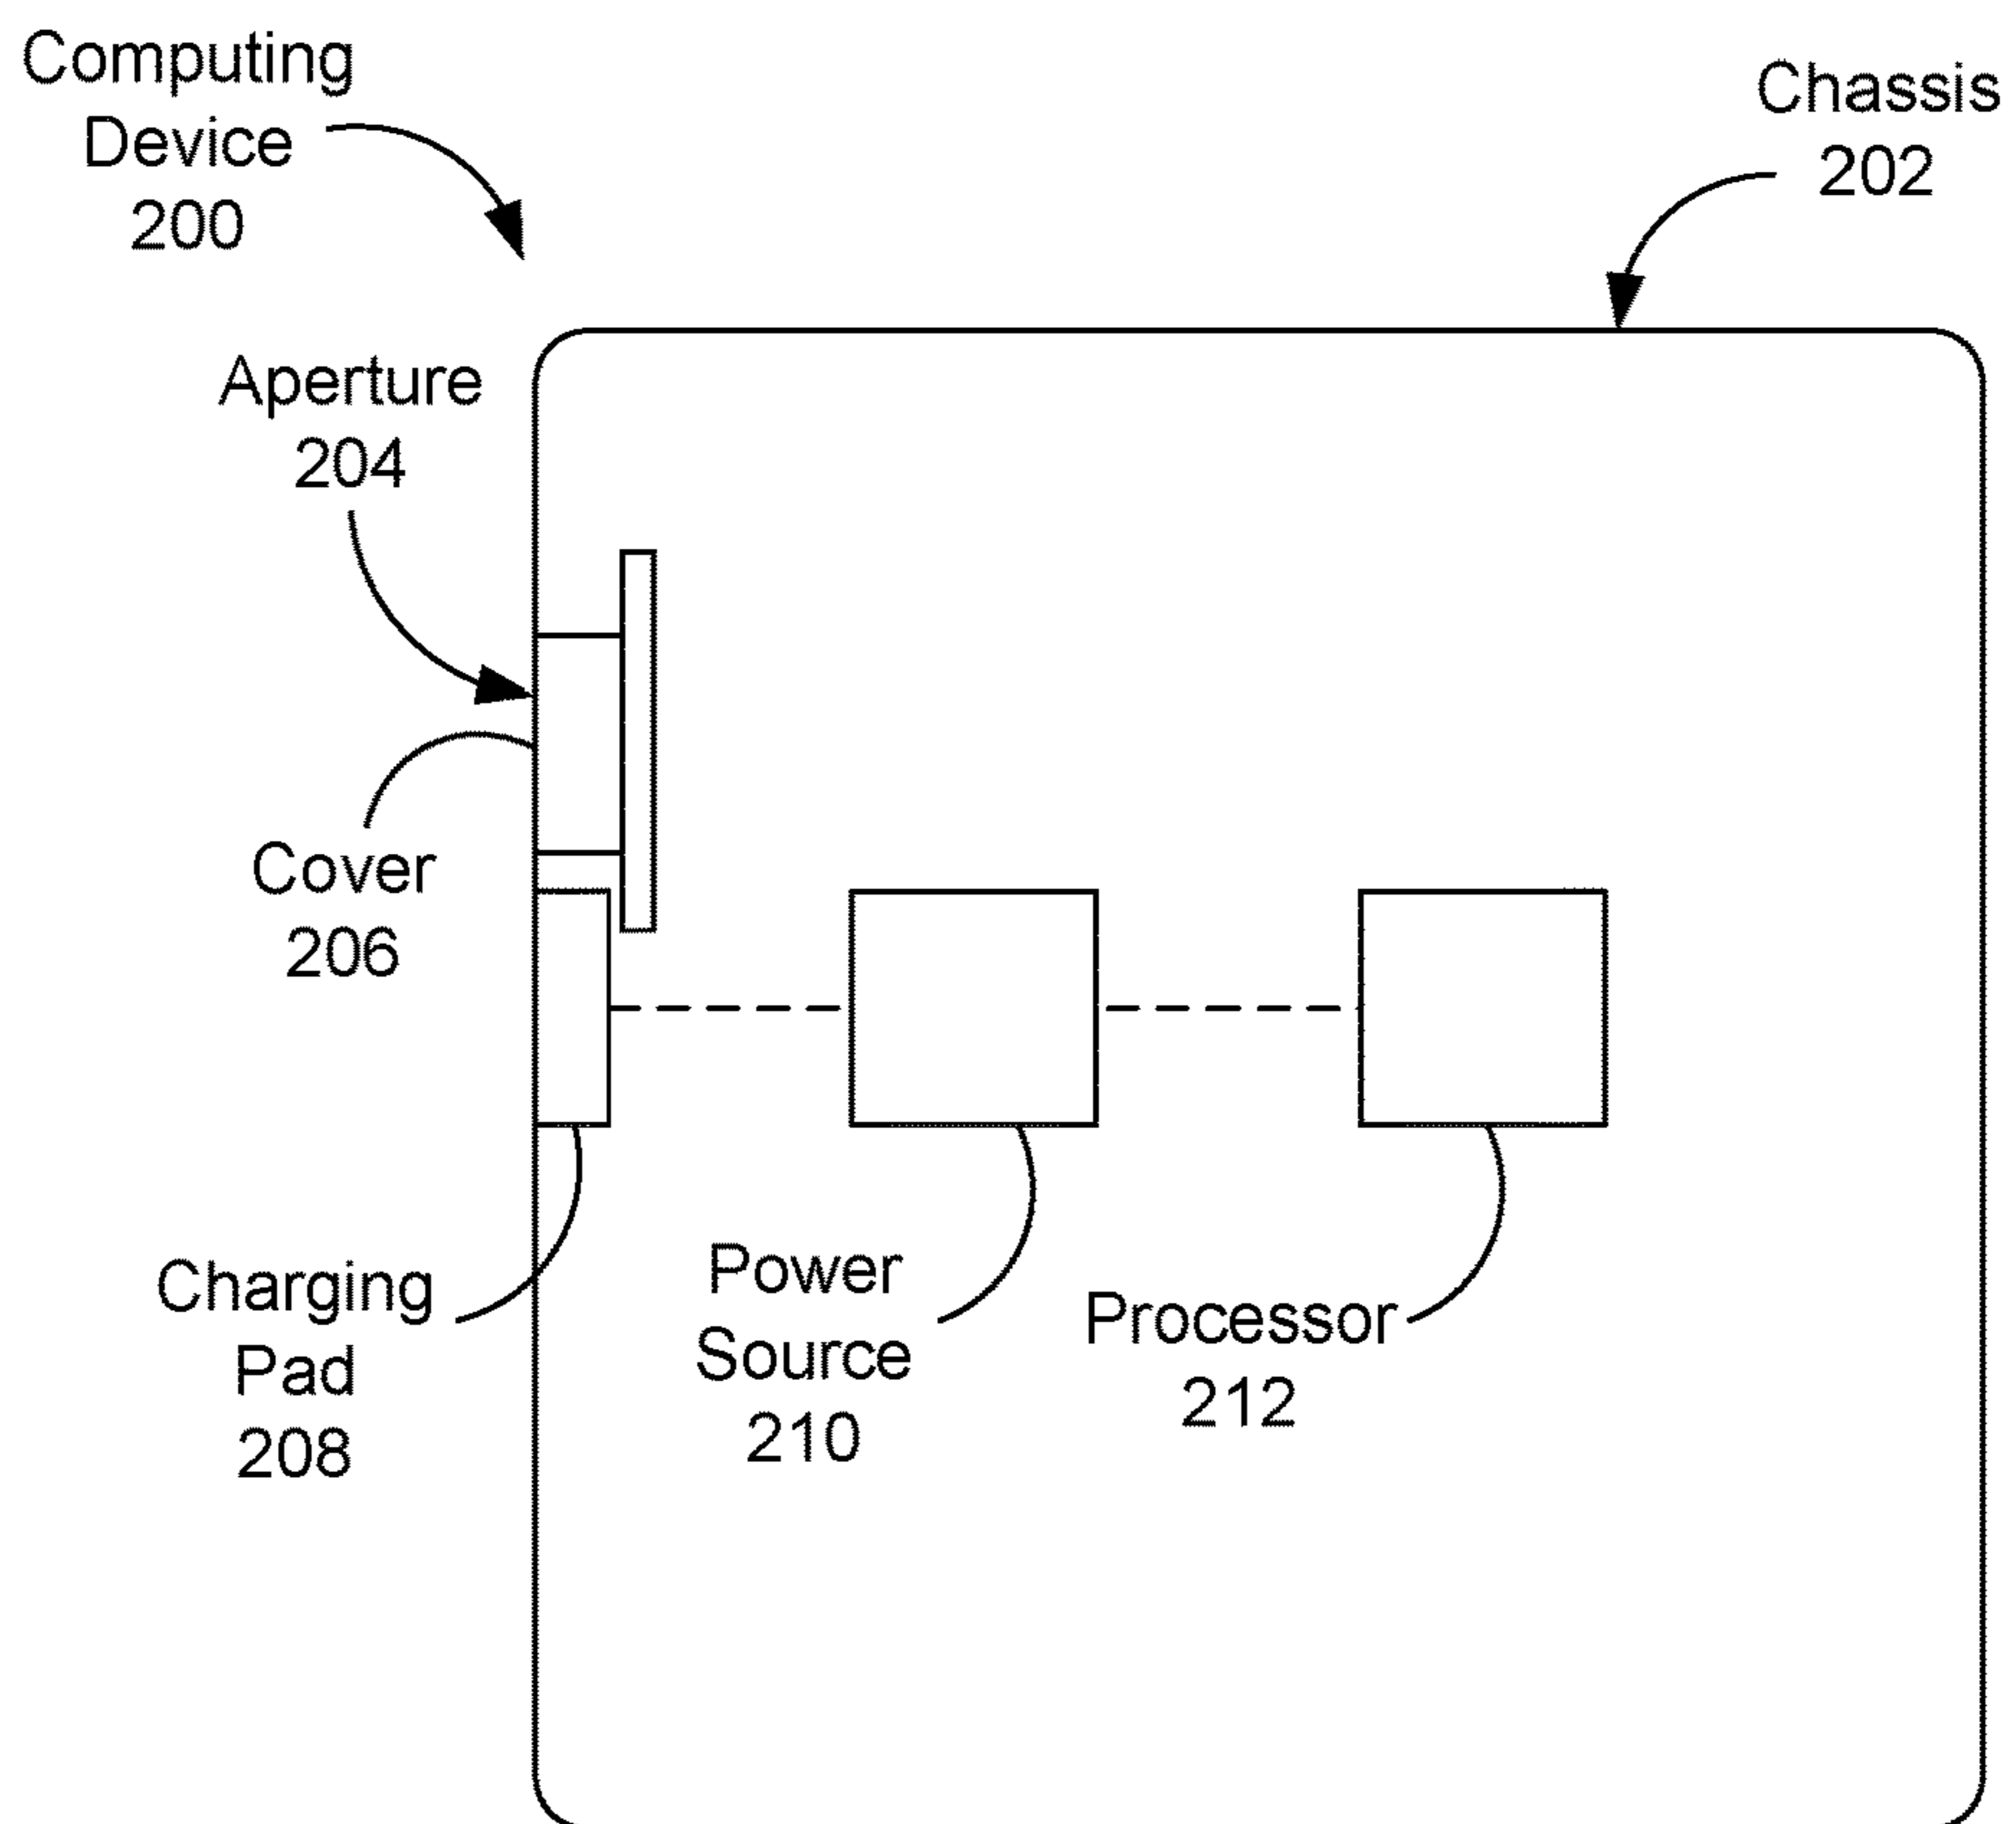 Computing
Device
200
Chassis
202
Aperture
204
Cover
206
Charging
Pad
208
Power
Source
210
Processor
212